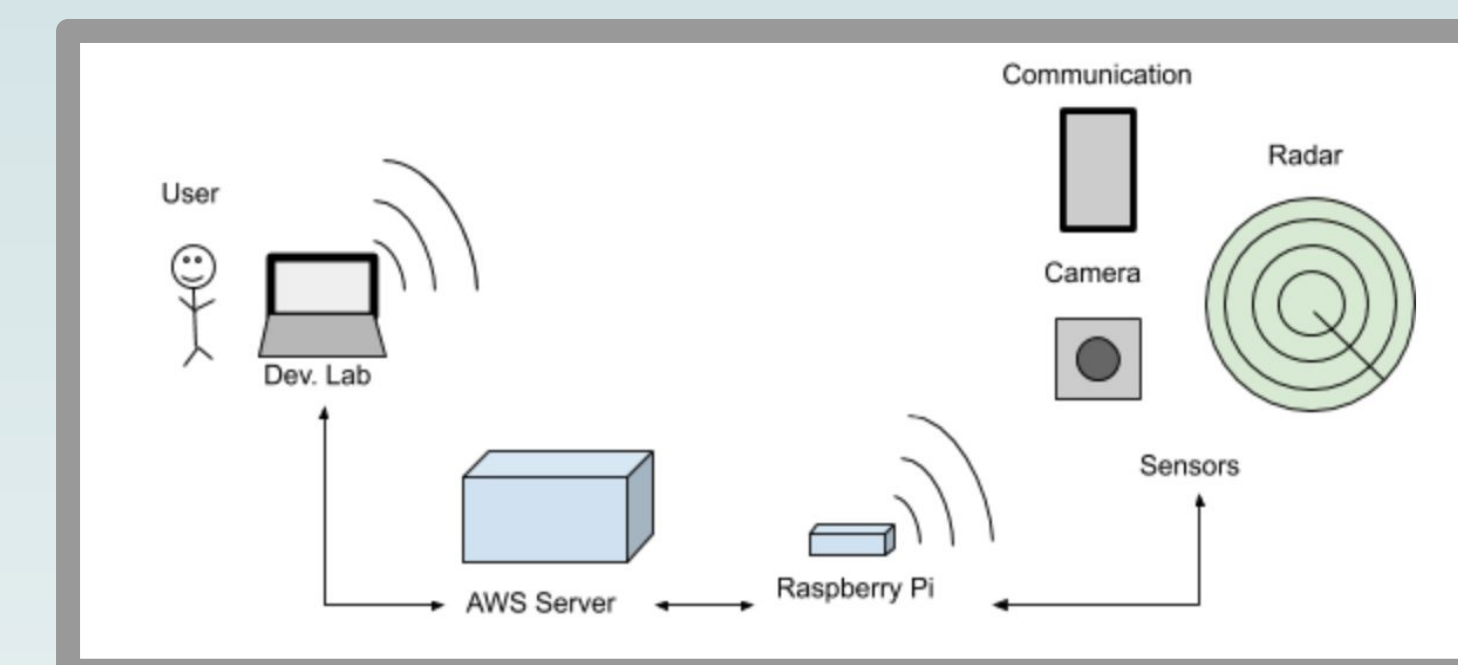 Communication
Radar
User
Camera
Dev. Lab
Sensors
AWS Server
Raspberry Pi